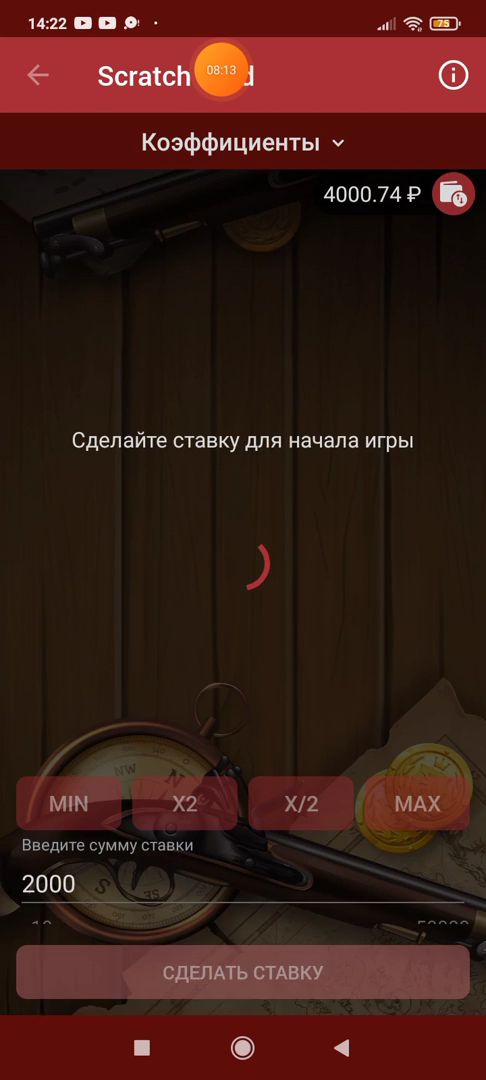 14:22
75
Scratch
d
08:13
Коэффициенты
4000.74 ₽
Сделайте ставку для начала игры
MIN X2 X/2 MAX
Введите сумму ставки
2000
СДЕЛАТЬ СТАВКУ